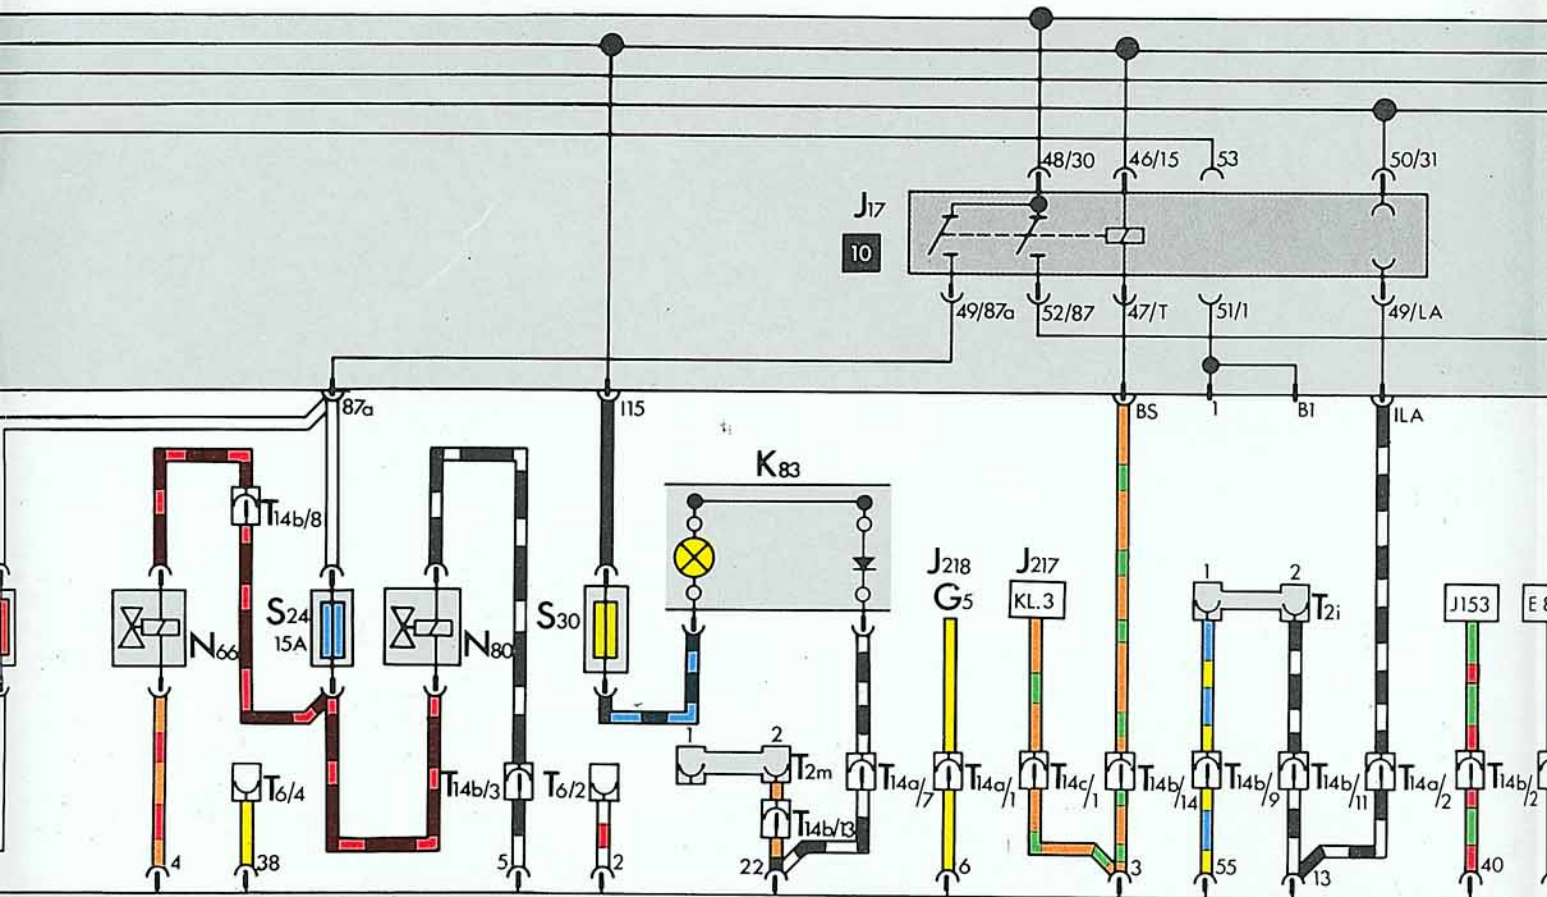 48/30
46/15
53
50/31
J17
10
49/87a
52/87
47/T
51/1
49/LA
87a
I15
BS
1
B1
ILA
K83
T14b/8
J218
G5
J217
KL.3
1
2
T2i
J153
E 8
S24
15A
N66
N80
S30
1
2
T2m
T6/4
T14b/3
T6/2
T14b/13
T14a/7
T14a/1
T14c/1
T14b/14
T14b/9
T14b/11
T14a/2
T14b/2
4
38
5
2
22
6
3
55
13
40